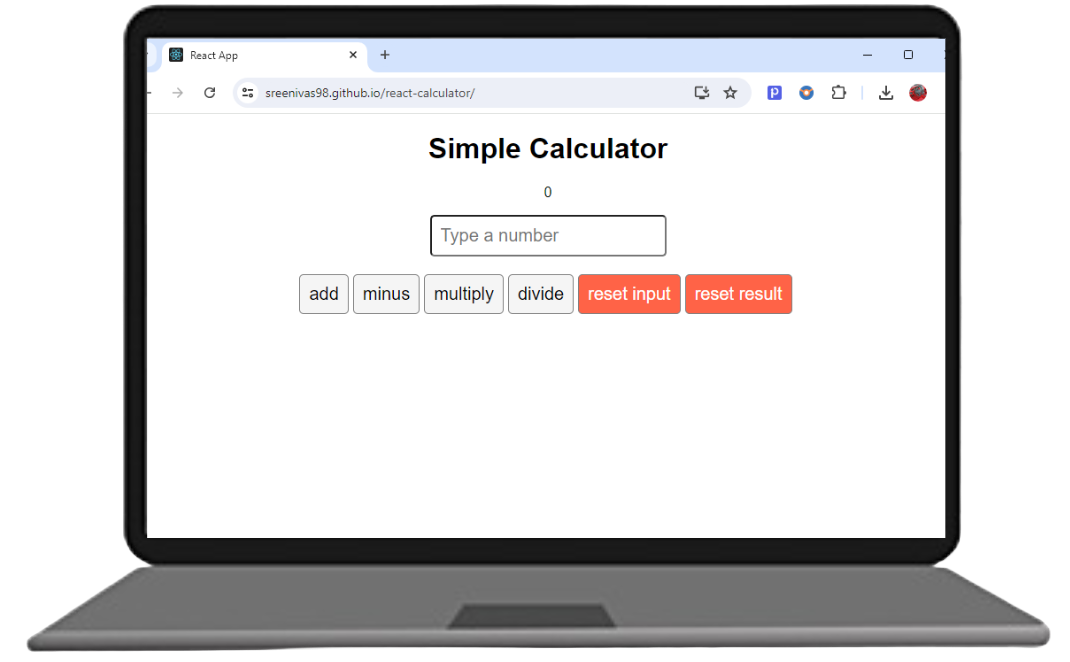 React App
sreenivas98.github.io/react-calculator/
Simple Calculator
0
Type a number
add minus multiply divide reset input reset result